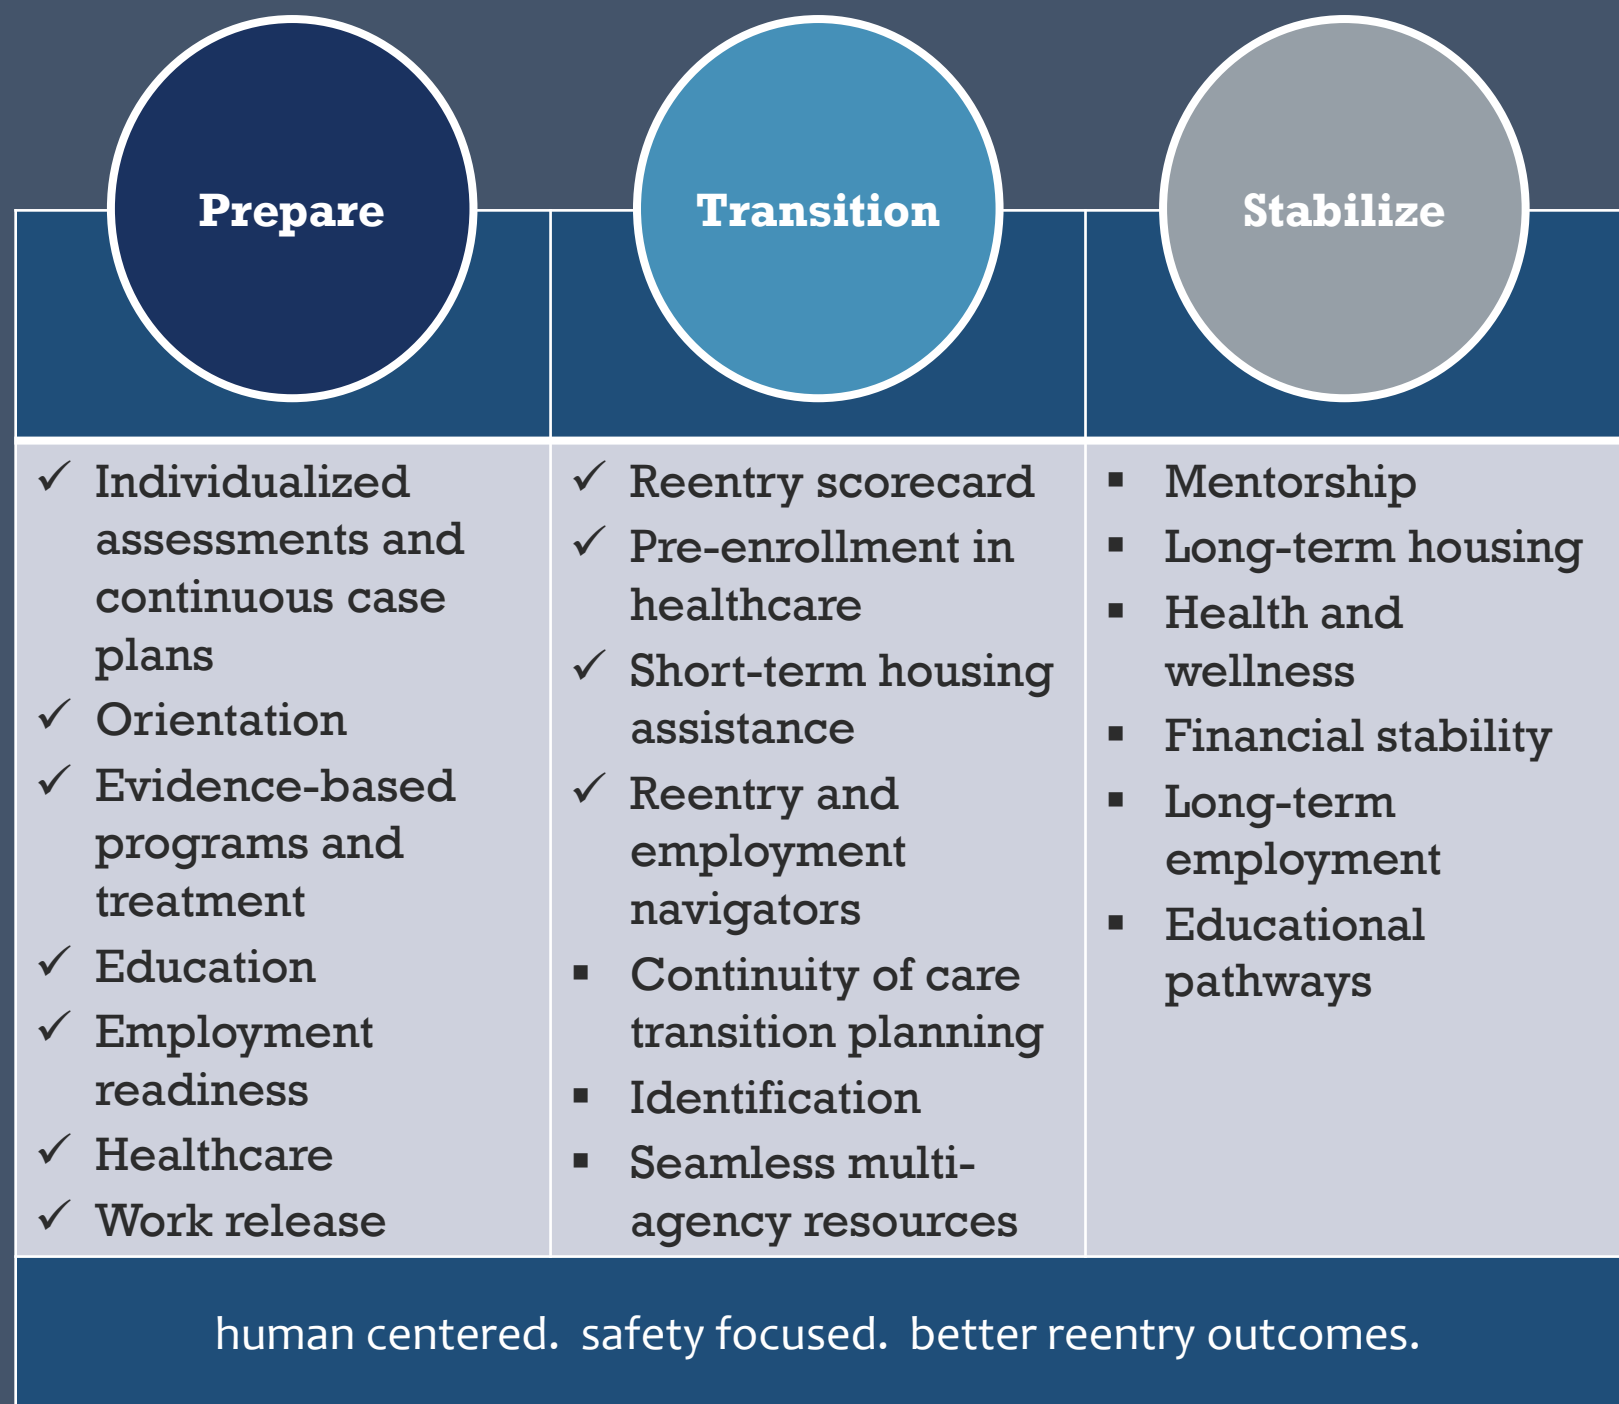 Prepare
Transition
Stabilize
✓ Individualized
assessments and
continuous case
plans
✓ Orientation
✓ Evidence-based
programs and
treatment
✓ Education
✓ Employment
readiness
✓ Healthcare
✓ Work release
✓ Reentry scorecard
✓ Pre-enrollment in
healthcare
✓ Short-term housing
assistance
✓ Reentry and
employment
navigators
▪ Continuity of care
transition planning
▪ Identification
▪ Seamless multi-
agency resources
▪ Mentorship
▪ Long-term housing
▪ Health and
wellness
▪ Financial stability
▪ Long-term
employment
▪ Educational
pathways
human centered. safety focused. better reentry outcomes.